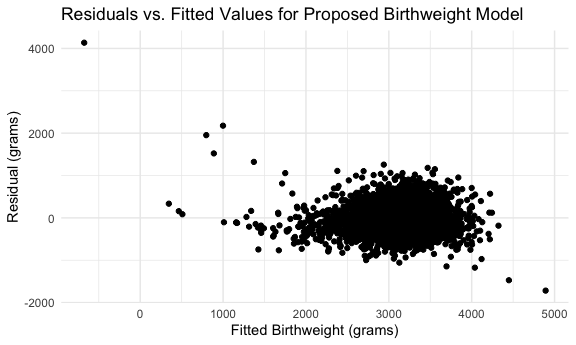 Residuals vs. Fitted Values for Proposed Birthweight Model
4000
2000
0
-2000
Residual (grams)
0 1000 2000 3000 4000 5000
Fitted Birthweight (grams)